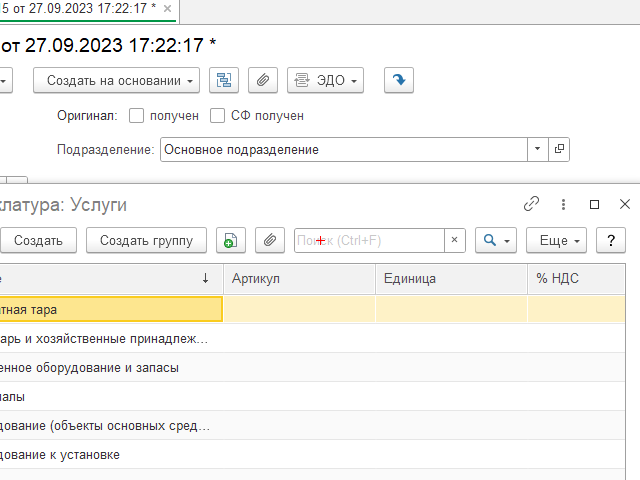 15 от 27.09.2023 17:22:17 * ×
от 27.09.2023 17:22:17 *
Создать на основании ЭДО
Оригинал: получен СФ получен
Подразделение: Основное подразделение
клатура: Услуги
Создать Создать группу Поиск (Ctrl+F) × Еще ?
е ↓ Артикул Единица % НДС
тная тара
арь и хозяйственные принадлеж...
енное оборудование и запасы
иалы
дование (объекты основных сред...
дование к установке